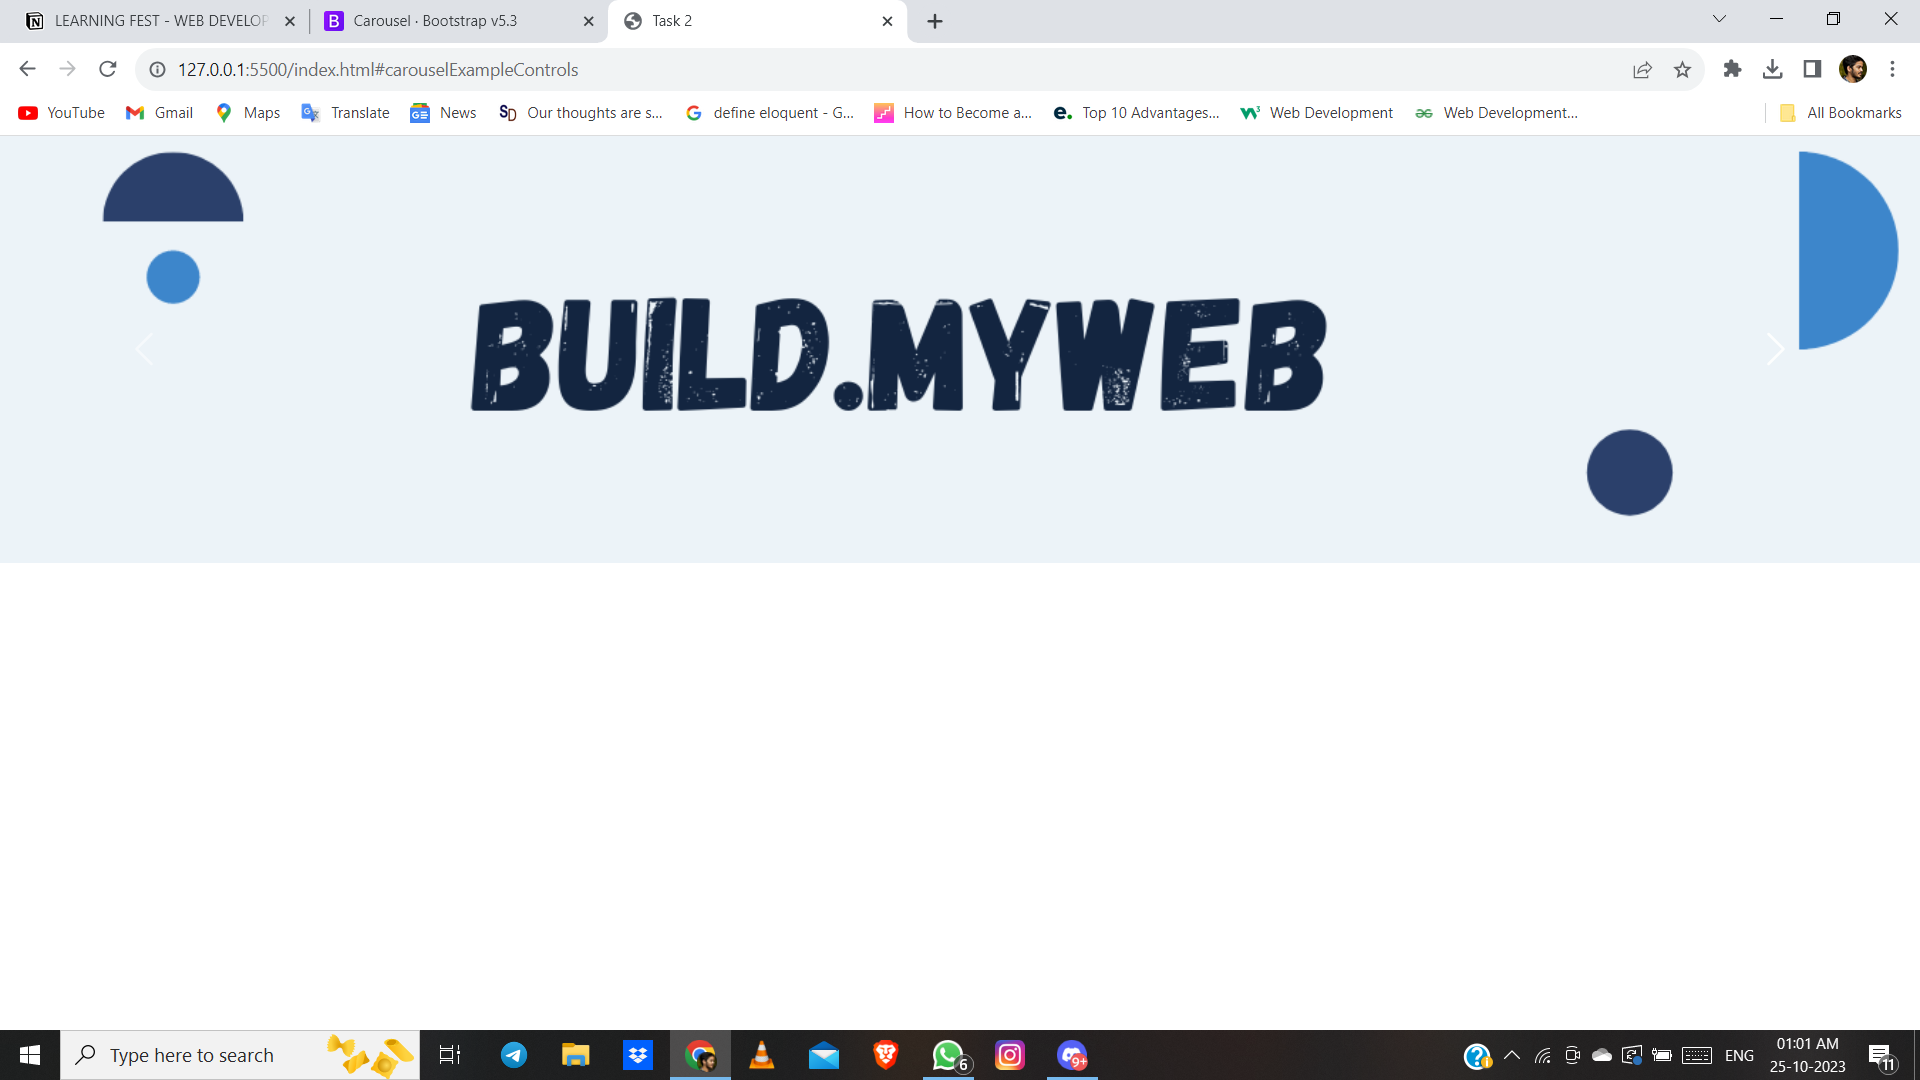 LEARNING FEST - WEB DEVELOP
Carousel · Bootstrap v5.3
Task 2
127.0.0.1:5500/index.html#carouselExampleControls
YouTube
Gmail
Maps
Translate
News
Our thoughts are s...
define eloquent - G...
How to Become a...
Top 10 Advantages...
Web Development
Web Development...
All Bookmarks
BUILD.MYWEB
Type here to search
6
9+
ENG
01:01 AM
25-10-2023
11